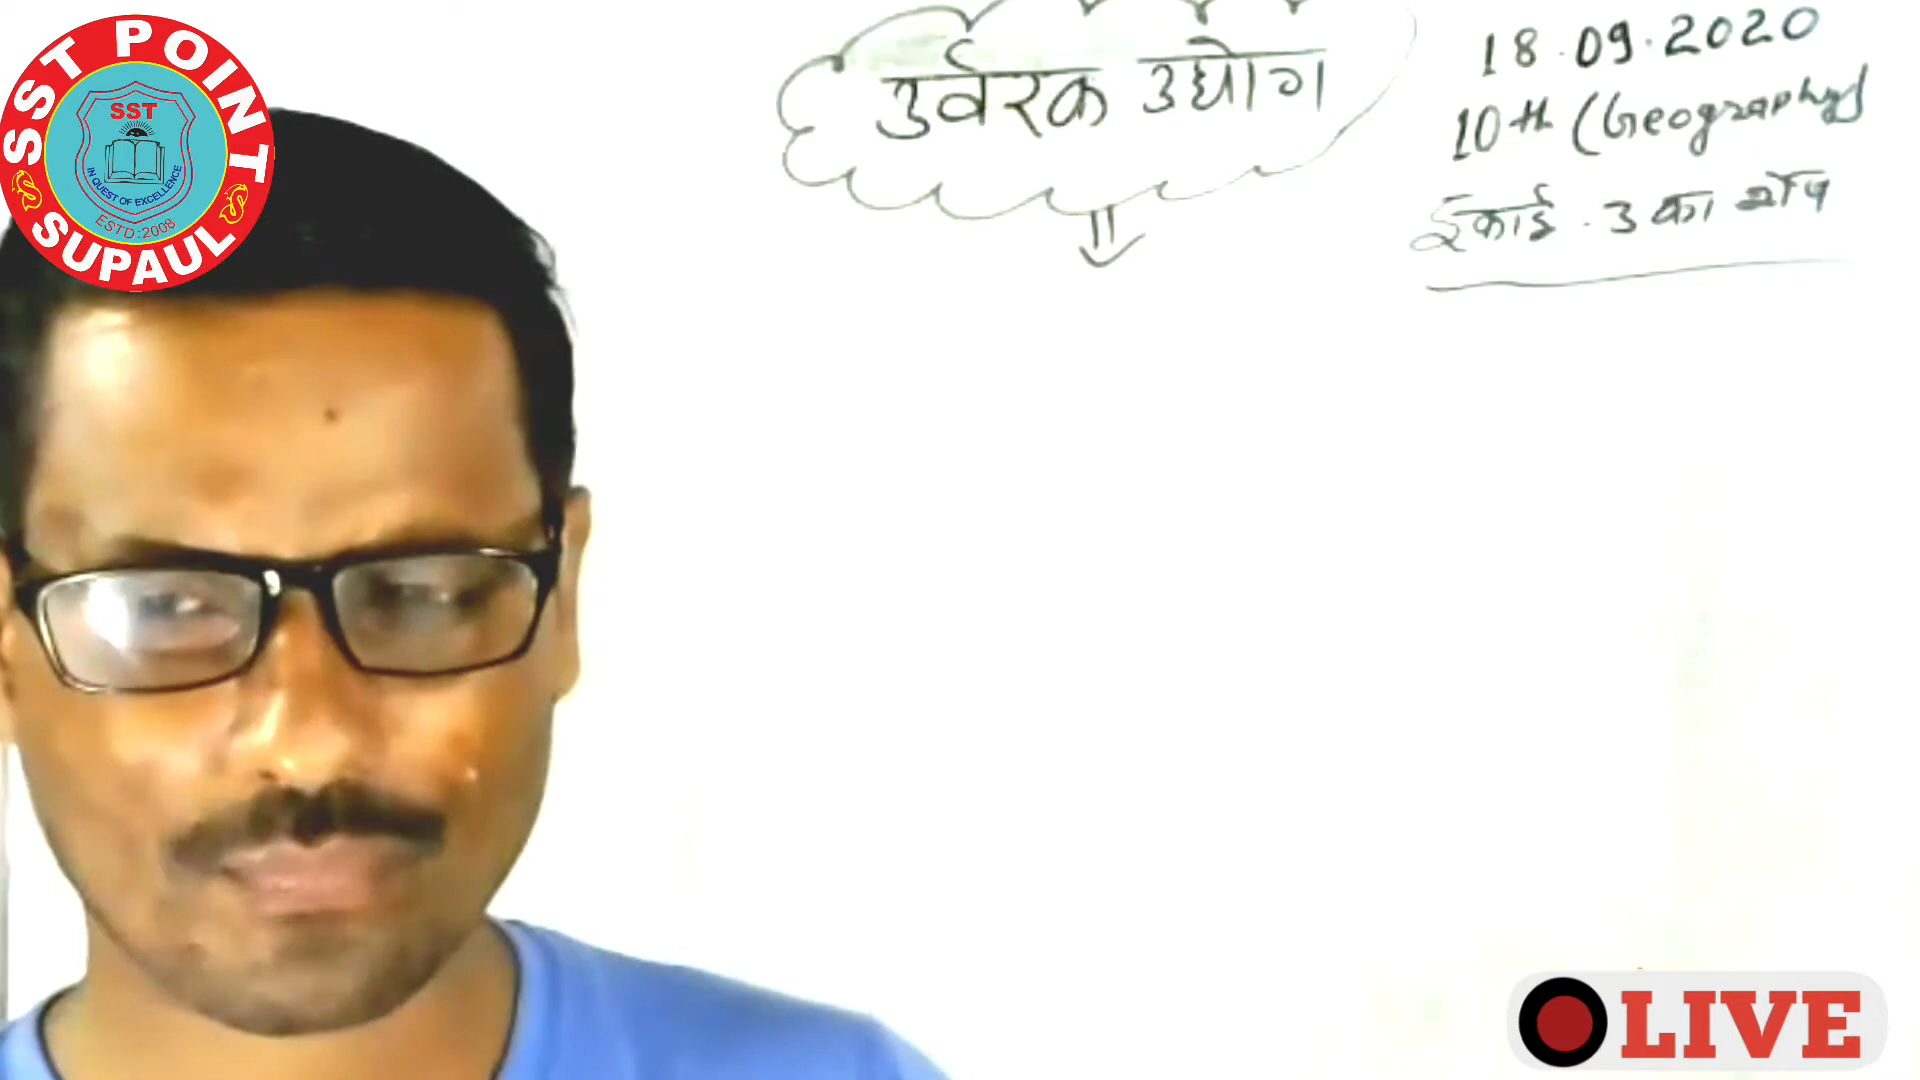 SST POINT
SST
IN QUEST OF EXCELLENCE
ESTD:2008
SUPAUL
उर्वरक उद्योग
18.09.2020
10th (Geography)
ईकाई - 3 का शेष
LIVE